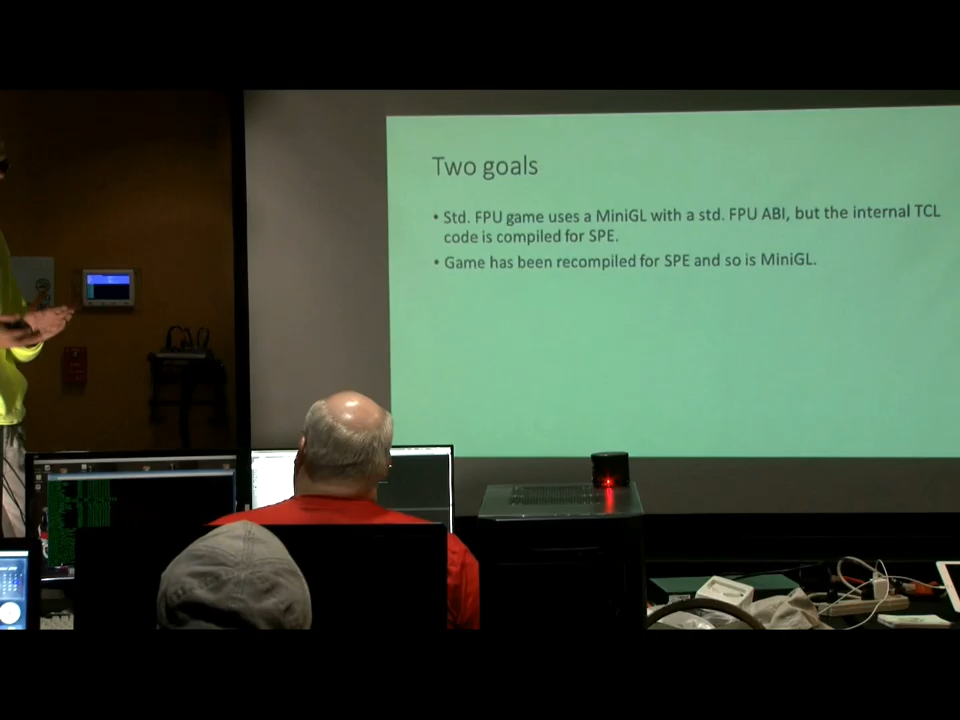 Two goals
• Std. FPU game uses a MiniGL with a std. FPU ABI, but the internal TCL
code is compiled for SPE.
• Game has been recompiled for SPE and so is MiniGL.